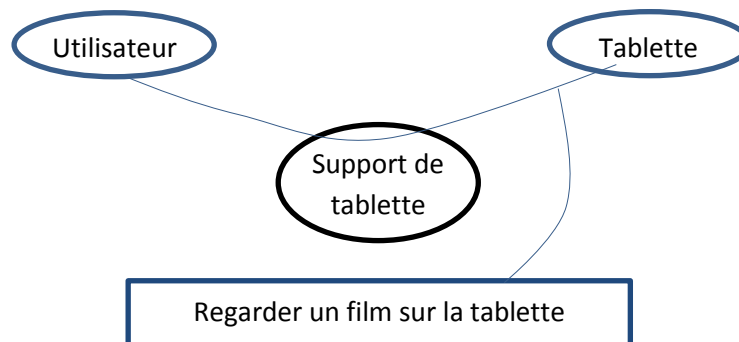 Utilisateur
Tablette
Support de
tablette
Regarder un film sur la tablette